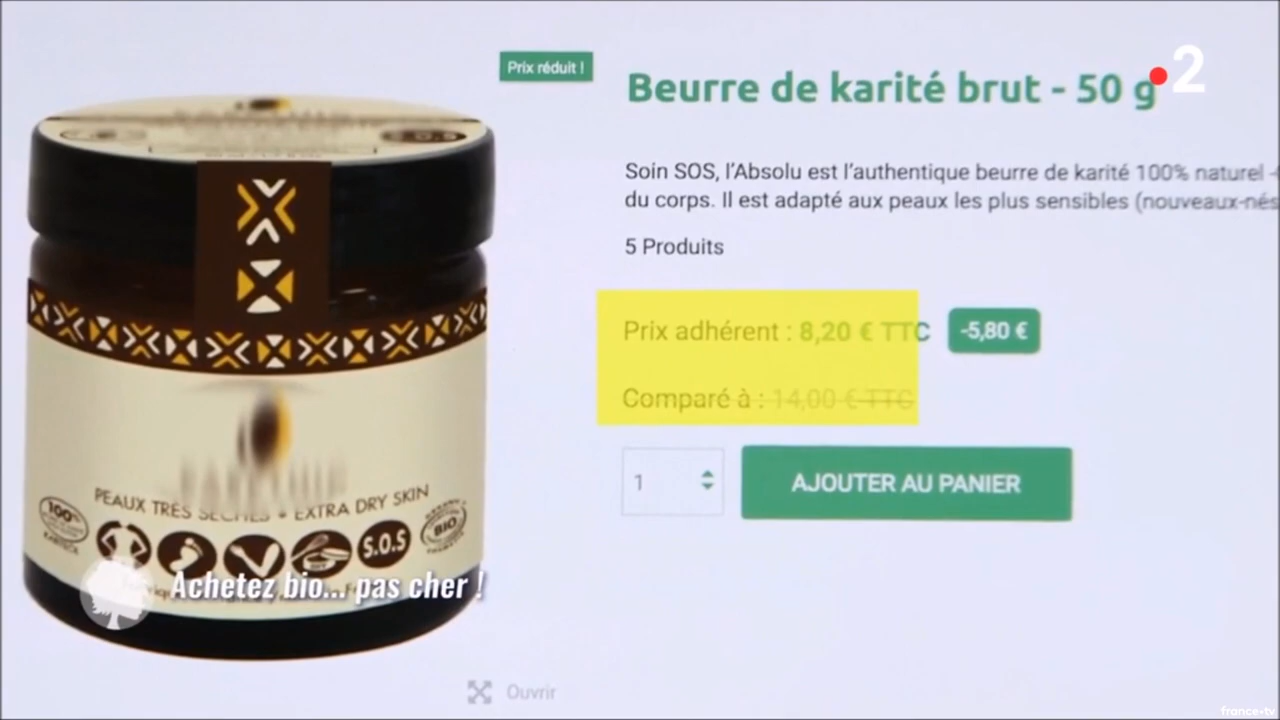 Prix réduit !
Beurre de karité brut - 50 g
2
Soin SOS, l'Absolu est l'authentique beurre de karité 100% naturel -
du corps. Il est adapté aux peaux les plus sensibles (nouveaux-nés
5 Produits
Prix adhérent : 8,20 € TTC
-5,80 €
Comparé à : 14,00 € TTC
1
AJOUTER AU PANIER
PEAUX TRÈS SÈCHES • EXTRA DRY SKIN
100%
S.O.S
BIO
Achetez bio... pas cher !
Ouvrir
france•tv